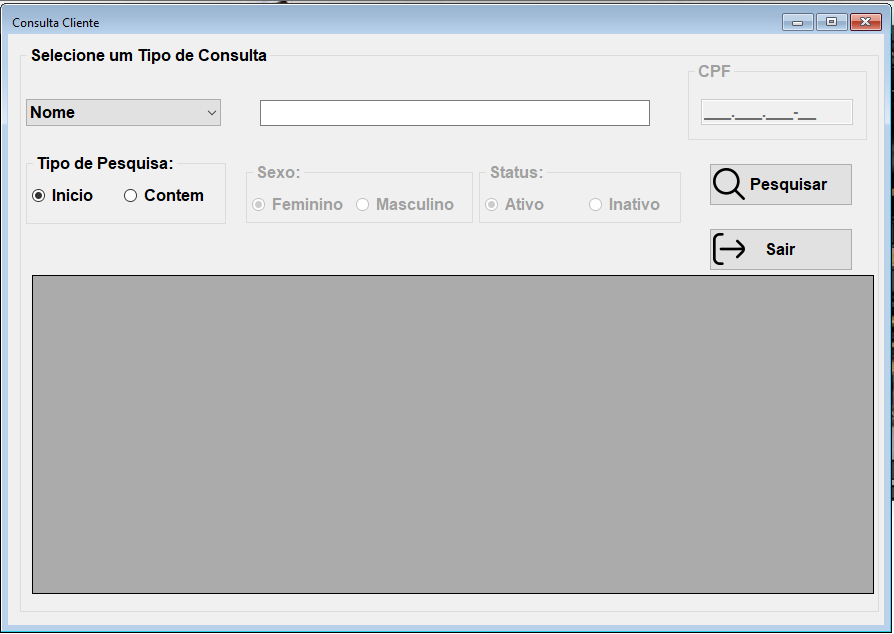 Consulta Cliente
Selecione um Tipo de Consulta
CPF
Nome
___.___.___-__
Tipo de Pesquisa:
Sexo:
Status:
Pesquisar
Inicio
Contem
Feminino
Masculino
Ativo
Inativo
Sair